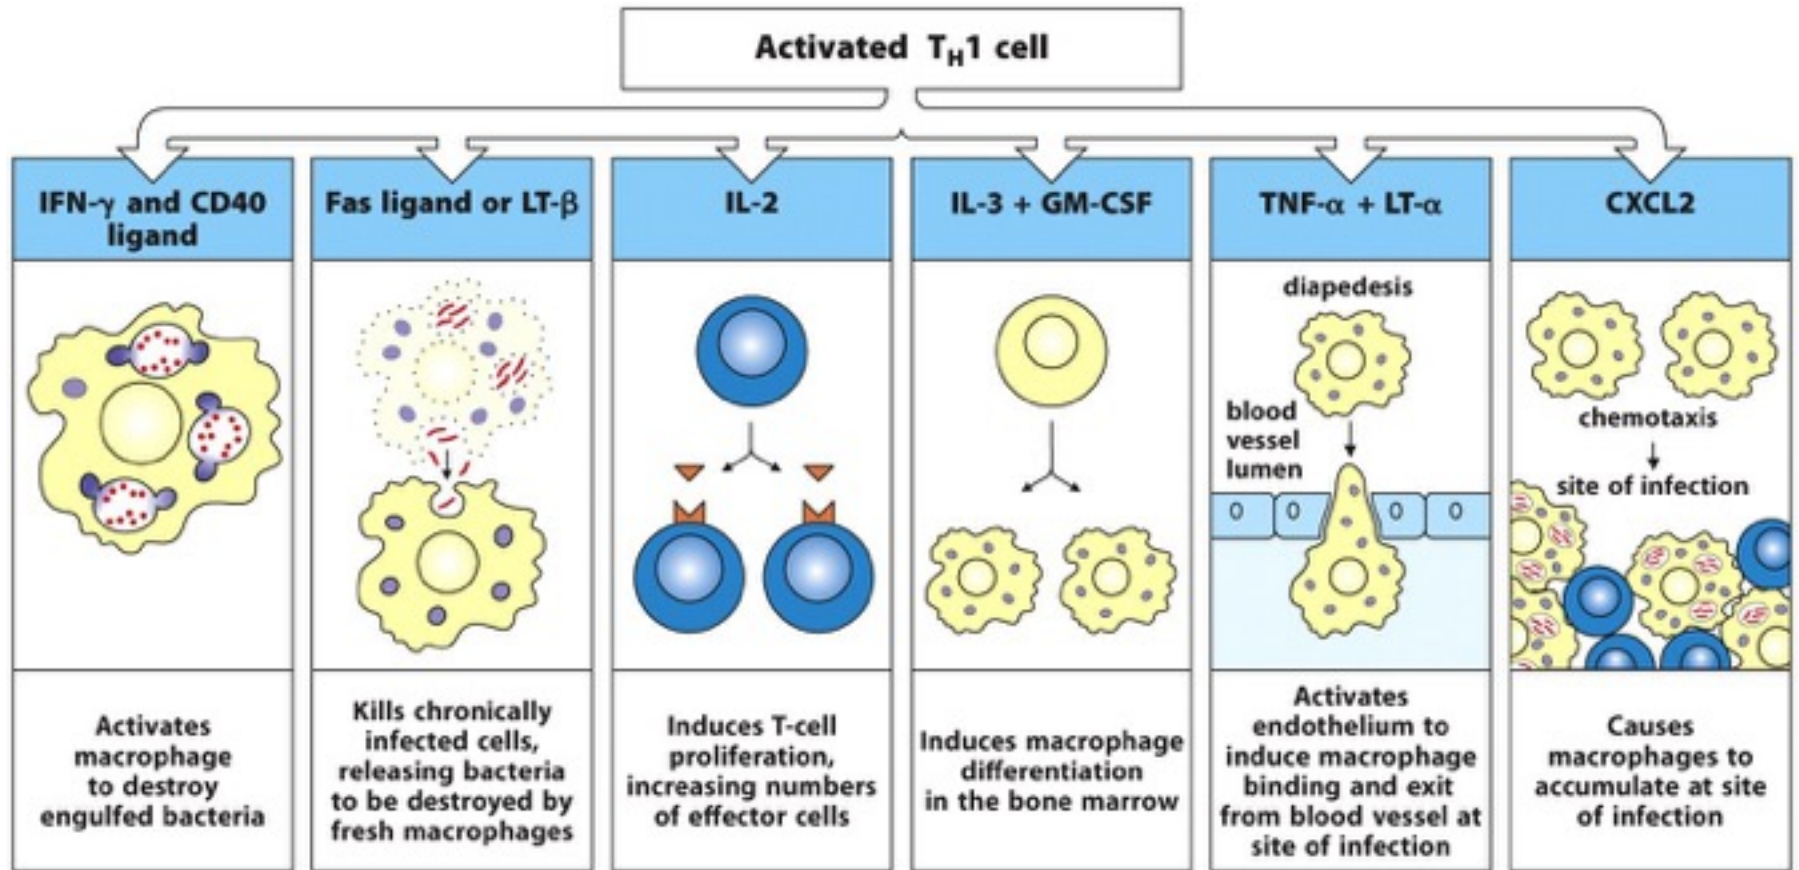 Activated TH1 cell
IFN-γ and CD40
ligand
Fas ligand or LT-β
IL-2
IL-3 + GM-CSF
TNF-α + LT-α
CXCL2
diapedesis
blood
vessel
lumen
chemotaxis
site of infection
Activates
macrophage
to destroy
engulfed bacteria
Kills chronically
infected cells,
releasing bacteria
to be destroyed by
fresh macrophages
Induces T-cell
proliferation,
increasing numbers
of effector cells
Induces macrophage
differentiation
in the bone marrow
Activates
endothelium to
induce macrophage
binding and exit
from blood vessel at
site of infection
Causes
macrophages to
accumulate at site
of infection